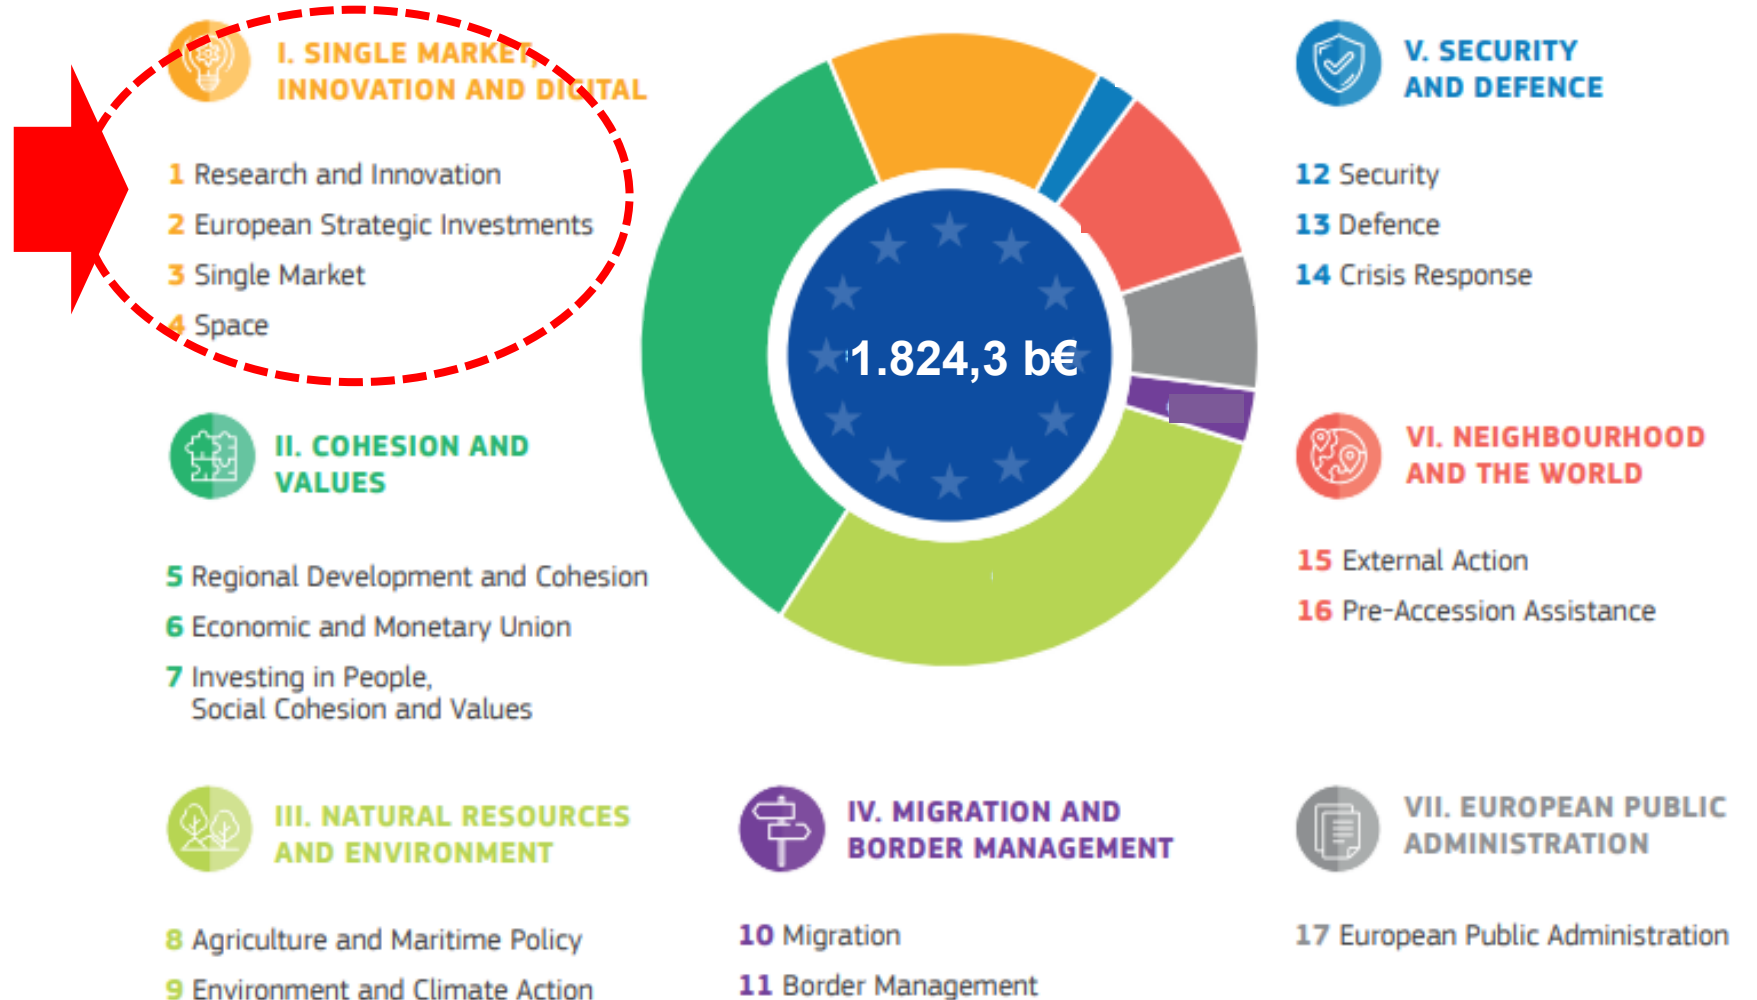 I. SINGLE MARKET,
INNOVATION AND DIGITAL
1 Research and Innovation
2 European Strategic Investments
3 Single Market
4 Space
II. COHESION AND
VALUES
5 Regional Development and Cohesion
6 Economic and Monetary Union
7 Investing in People,
Social Cohesion and Values
III. NATURAL RESOURCES
AND ENVIRONMENT
8 Agriculture and Maritime Policy
9 Environment and Climate Action
1.824,3 b€
IV. MIGRATION AND
BORDER MANAGEMENT
10 Migration
11 Border Management
V. SECURITY
AND DEFENCE
12 Security
13 Defence
14 Crisis Response
VI. NEIGHBOURHOOD
AND THE WORLD
15 External Action
16 Pre-Accession Assistance
VII. EUROPEAN PUBLIC
ADMINISTRATION
17 European Public Administration